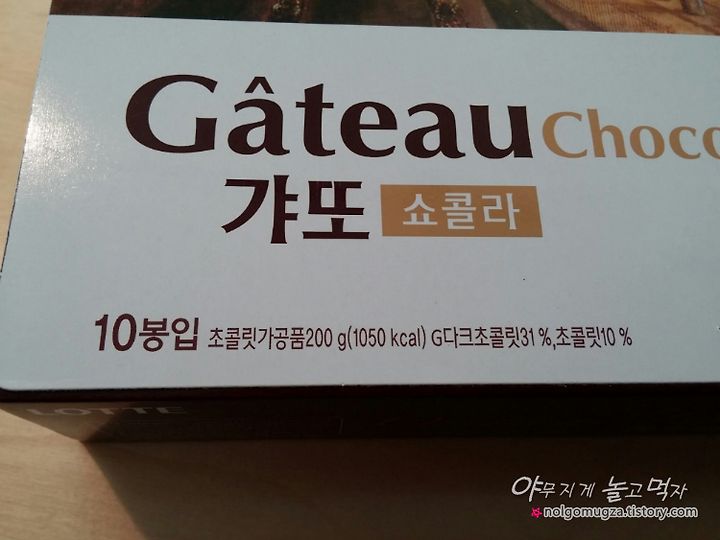 Gâteau Choco
갸또 쇼콜라
10봉입 초콜릿가공품200 g(1050 kcal) G다크초콜릿31 %,초콜릿10 %
LOTTE
야무지게 놀고먹자
nolgomugza.tistory.com